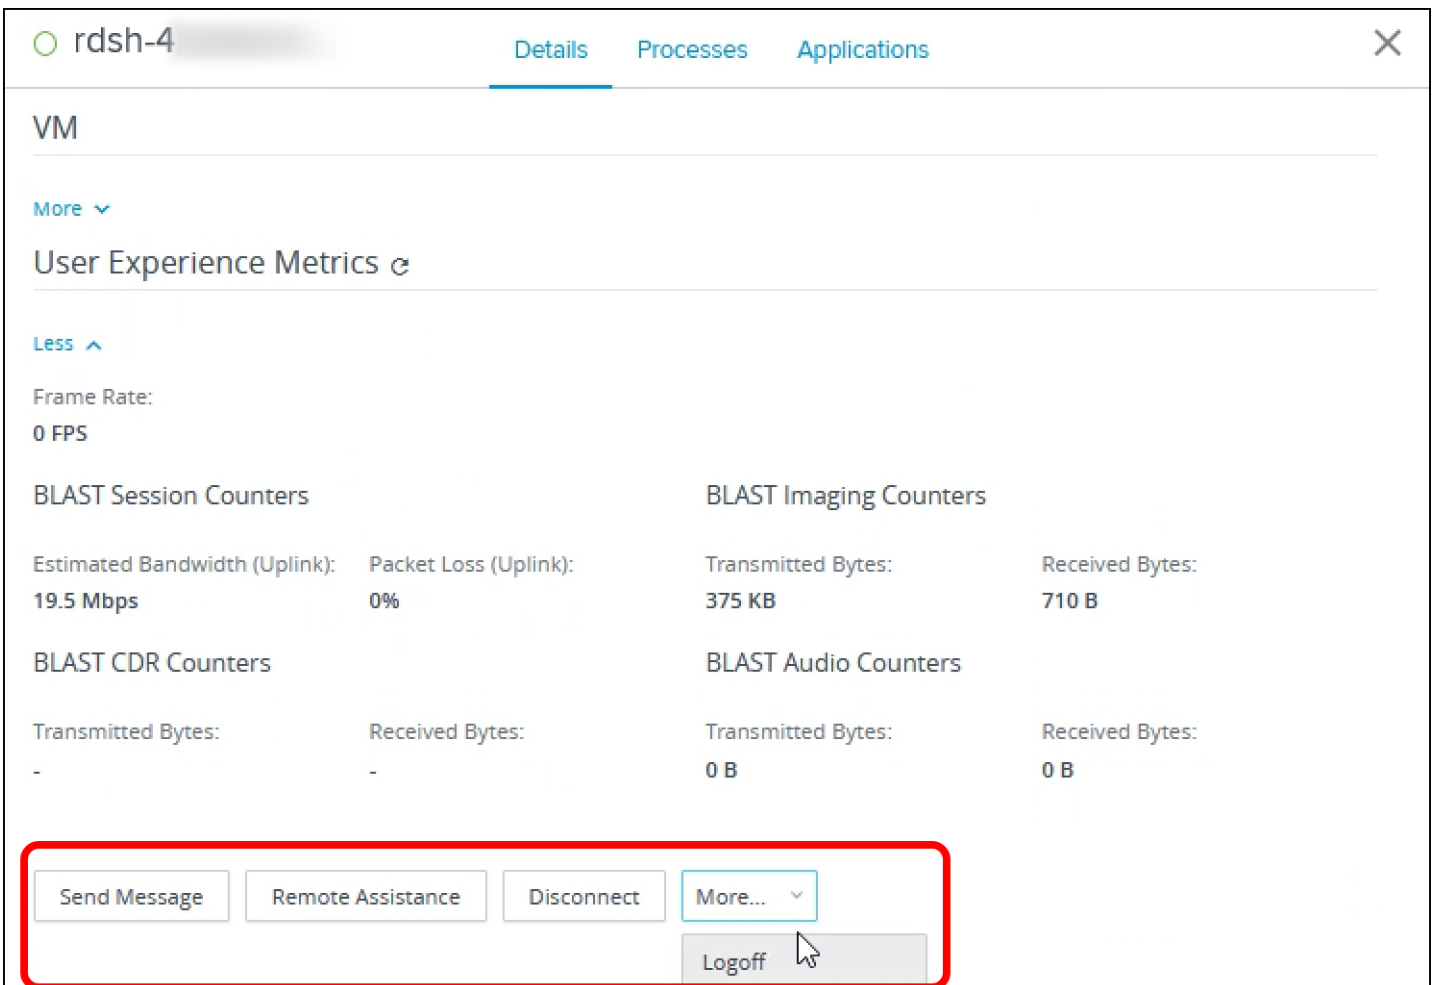 rdsh-4
Details Processes Applications
VM
More
User Experience Metrics
Less
Frame Rate:
0 FPS
BLAST Session Counters BLAST Imaging Counters
Estimated Bandwidth (Uplink): Packet Loss (Uplink): Transmitted Bytes: Received Bytes:
19.5 Mbps 0% 375 KB 710 B
BLAST CDR Counters BLAST Audio Counters
Transmitted Bytes: Received Bytes: Transmitted Bytes: Received Bytes:
- - 0 B 0 B
Send Message Remote Assistance Disconnect More...
Logoff